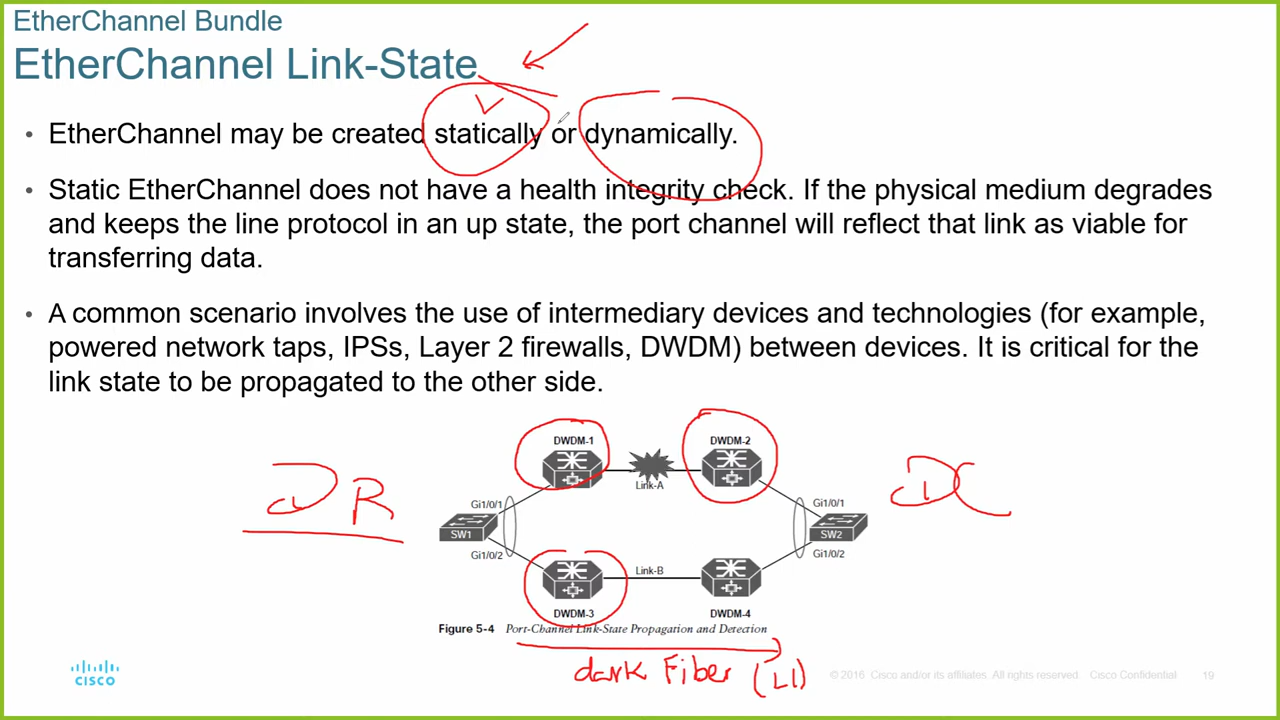 EtherChannel Bundle
EtherChannel Link-State
• EtherChannel may be created statically or dynamically.
• Static EtherChannel does not have a health integrity check. If the physical medium degrades
and keeps the line protocol in an up state, the port channel will reflect that link as viable for
transferring data.
• A common scenario involves the use of intermediary devices and technologies (for example,
powered network taps, IPSs, Layer 2 firewalls, DWDM) between devices. It is critical for the
link state to be propagated to the other side.
DWDM-1
DWDM-2
Link-A
DR
DC
Gi1/0/1
Gi1/0/1
SW1
SW2
Gi1/0/2
Gi1/0/2
Link-B
DWDM-3
DWDM-4
Figure 5-4 Port-Channel Link-State Propagation and Detection
dark Fiber (L1)
CISCO
© 2016 Cisco and/or its affiliates. All rights reserved. Cisco Confidential
19